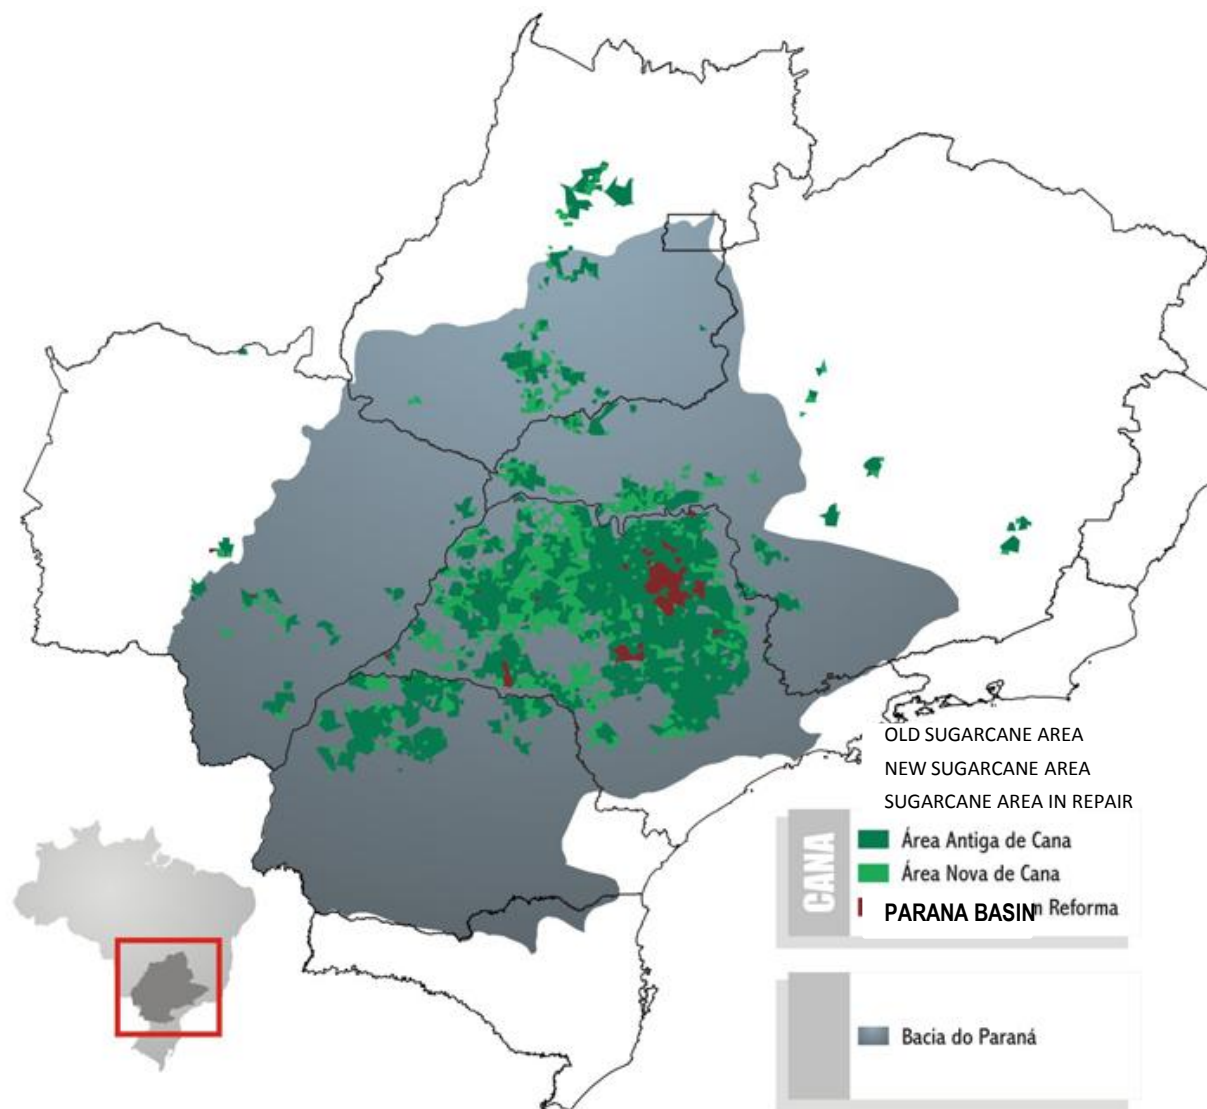 OLD SUGARCANE AREA
NEW SUGARCANE AREA
SUGARCANE AREA IN REPAIR
CANA
Área Antiga de Cana
Área Nova de Cana
PARANA BASIN n Reforma
Bacia do Paraná